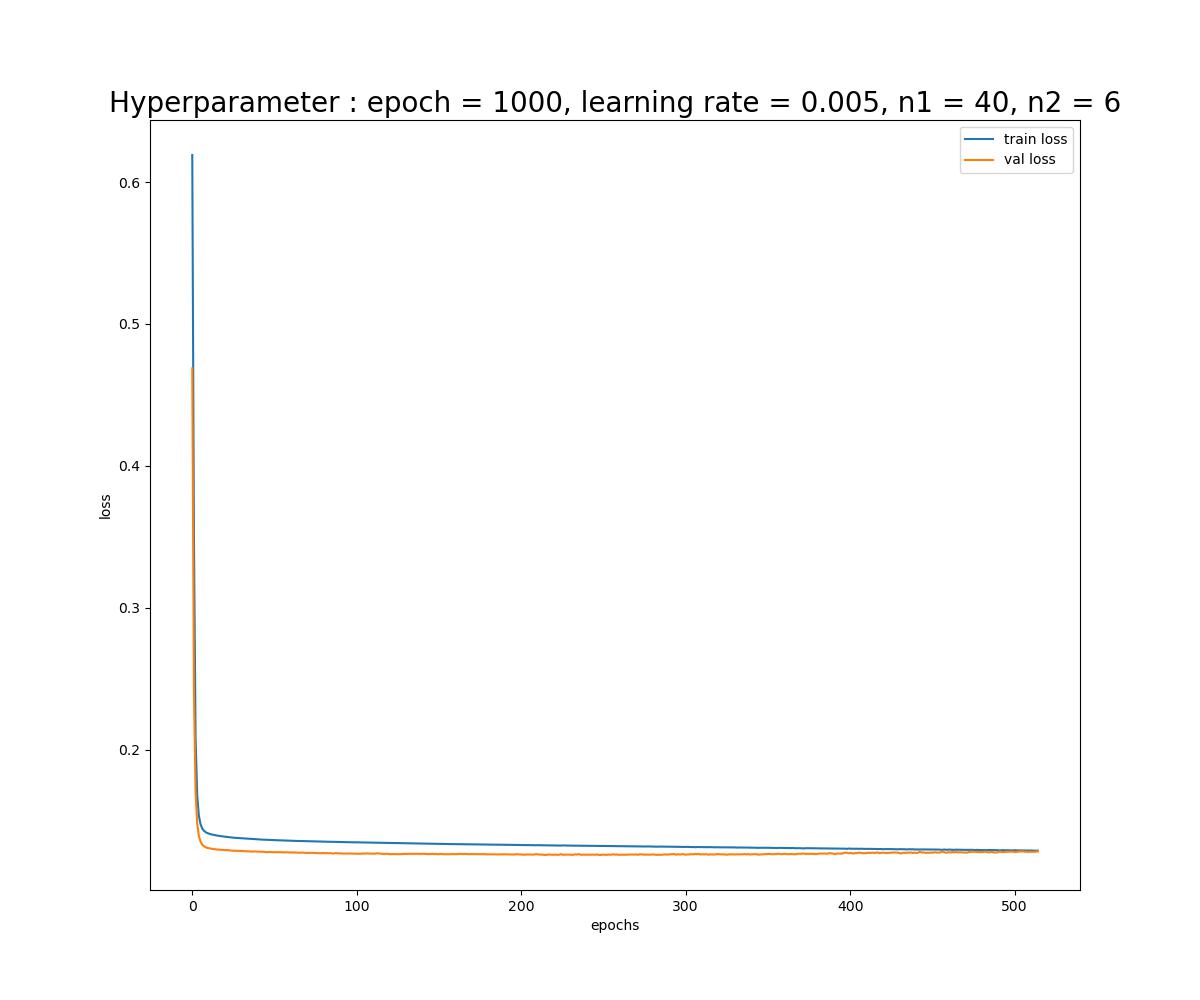 Hyperparameter : epoch = 1000, learning rate = 0.005, n1 = 40, n2 = 6
train loss
val loss
0.6
0.5
0.4
0.3
0.2
loss
0 100 200 300 400 500
epochs